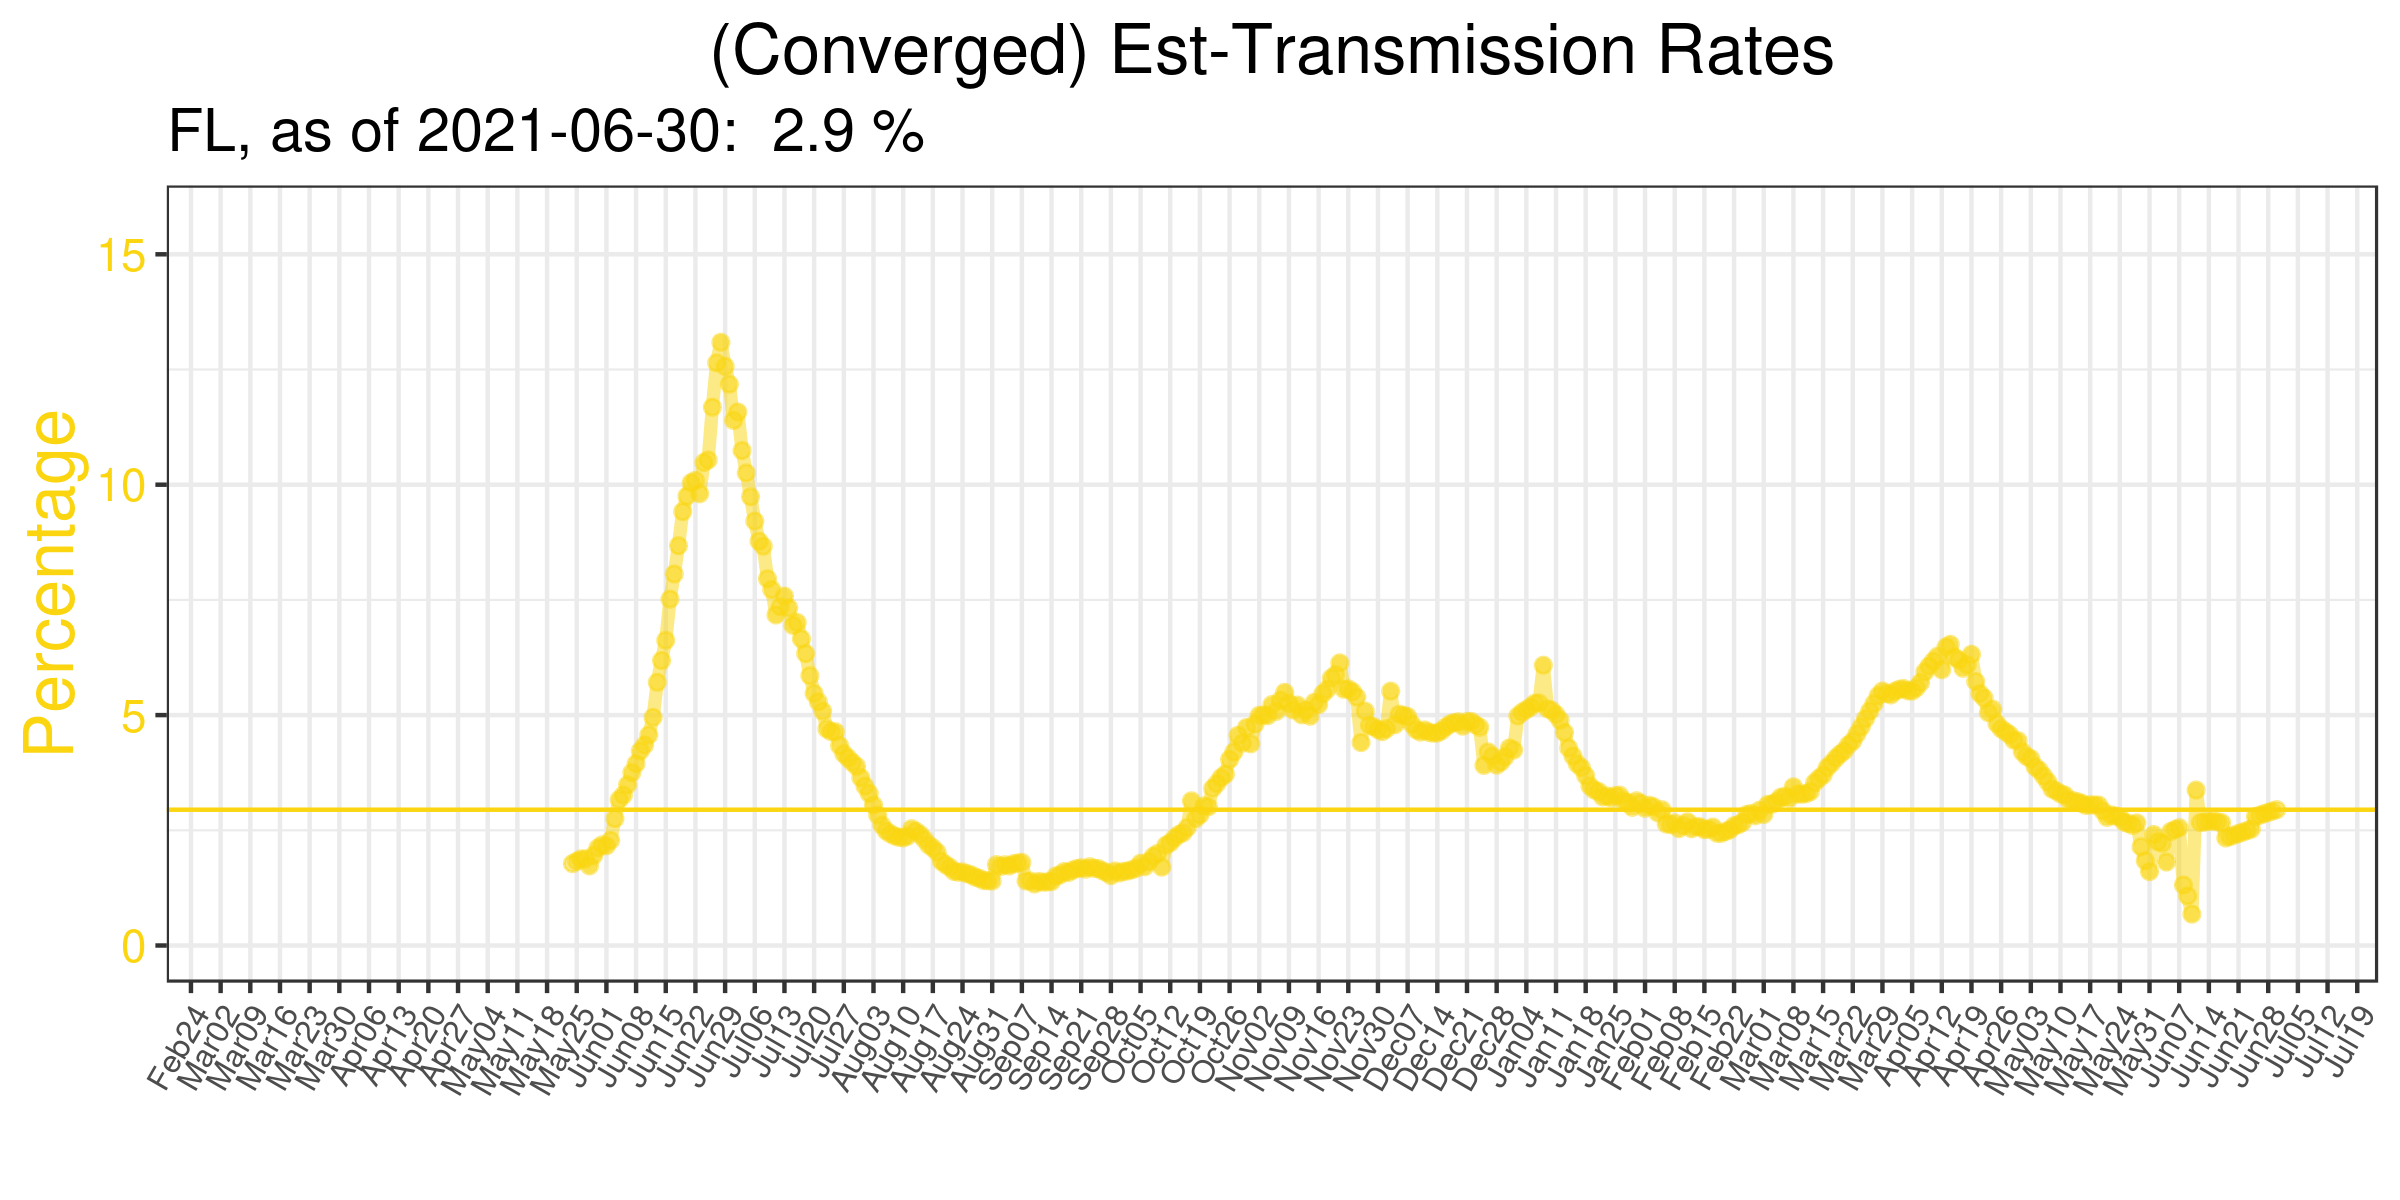 (Converged) Est-Transmission Rates
FL, as of 2021-06-30:  2.9 %
Percentage
15
10
5
0
Feb24
Mar02
Mar09
Mar16
Mar23
Mar30
Apr06
Apr13
Apr20
Apr27
May04
May11
May18
May25
Jun01
Jun08
Jun15
Jun22
Jun29
Jul06
Jul13
Jul20
Jul27
Aug03
Aug10
Aug17
Aug24
Aug31
Sep07
Sep14
Sep21
Sep28
Oct05
Oct12
Oct19
Oct26
Nov02
Nov09
Nov16
Nov23
Nov30
Dec07
Dec14
Dec21
Dec28
Jan04
Jan11
Jan18
Jan25
Feb01
Feb08
Feb15
Feb22
Mar01
Mar08
Mar15
Mar22
Mar29
Apr05
Apr12
Apr19
Apr26
May03
May10
May17
May24
May31
Jun07
Jun14
Jun21
Jun28
Jul05
Jul12
Jul19